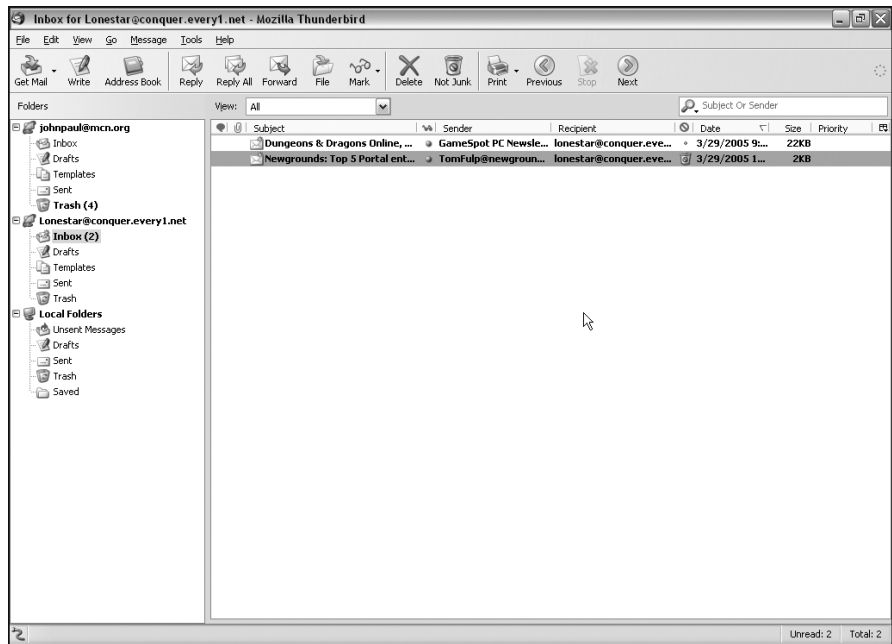 Inbox for Lonestar@conquer.every1.net - Mozilla Thunderbird
File Edit View Go Message Tools Help
Get Mail Write Address Book Reply Reply All Forward File Mark Delete Not Junk Print Previous Stop Next
Folders
View: All
Subject Or Sender
Subject Sender Recipient Date Size Priority
Dungeons & Dragons Online, ... GameSpot PC Newsle... lonestar@conquer.eve... 3/29/2005 9:... 22KB
Newgrounds: Top 5 Portal ent... TomFulp@newgroun... lonestar@conquer.eve... 3/29/2005 1... 2KB
johnpaul@mcn.org
Inbox
Drafts
Templates
Sent
Trash (4)
Lonestar@conquer.every1.net
Inbox (2)
Drafts
Templates
Sent
Trash
Local Folders
Unsent Messages
Drafts
Sent
Trash
Saved
Unread: 2 Total: 2